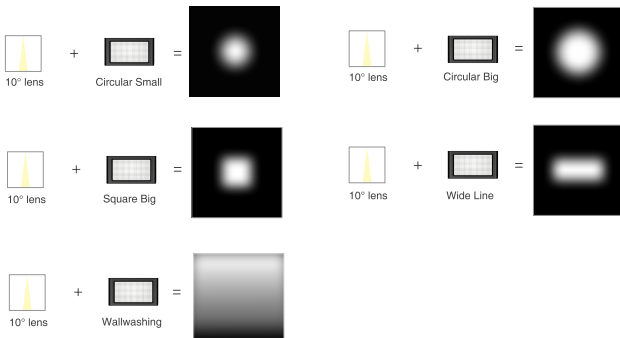 + =
10° lens Circular Small
+ =
10° lens Circular Big
+ =
10° lens Square Big
+ =
10° lens Wide Line
+ =
10° lens Wallwashing